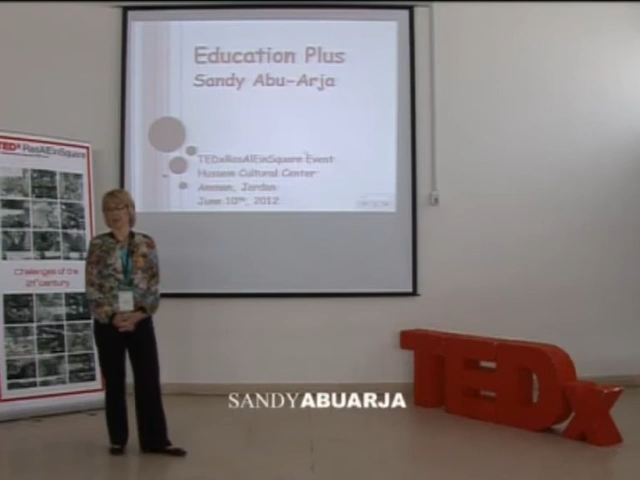 Education Plus
Sandy Abu-Arja
TEDxRasAlEinSquare Event
Hussein Cultural Center
Amman, Jordan
June 10th, 2012
TEDx RasAlEinSquare
Challenges of the
21st century
SANDYABUARJA
TEDx